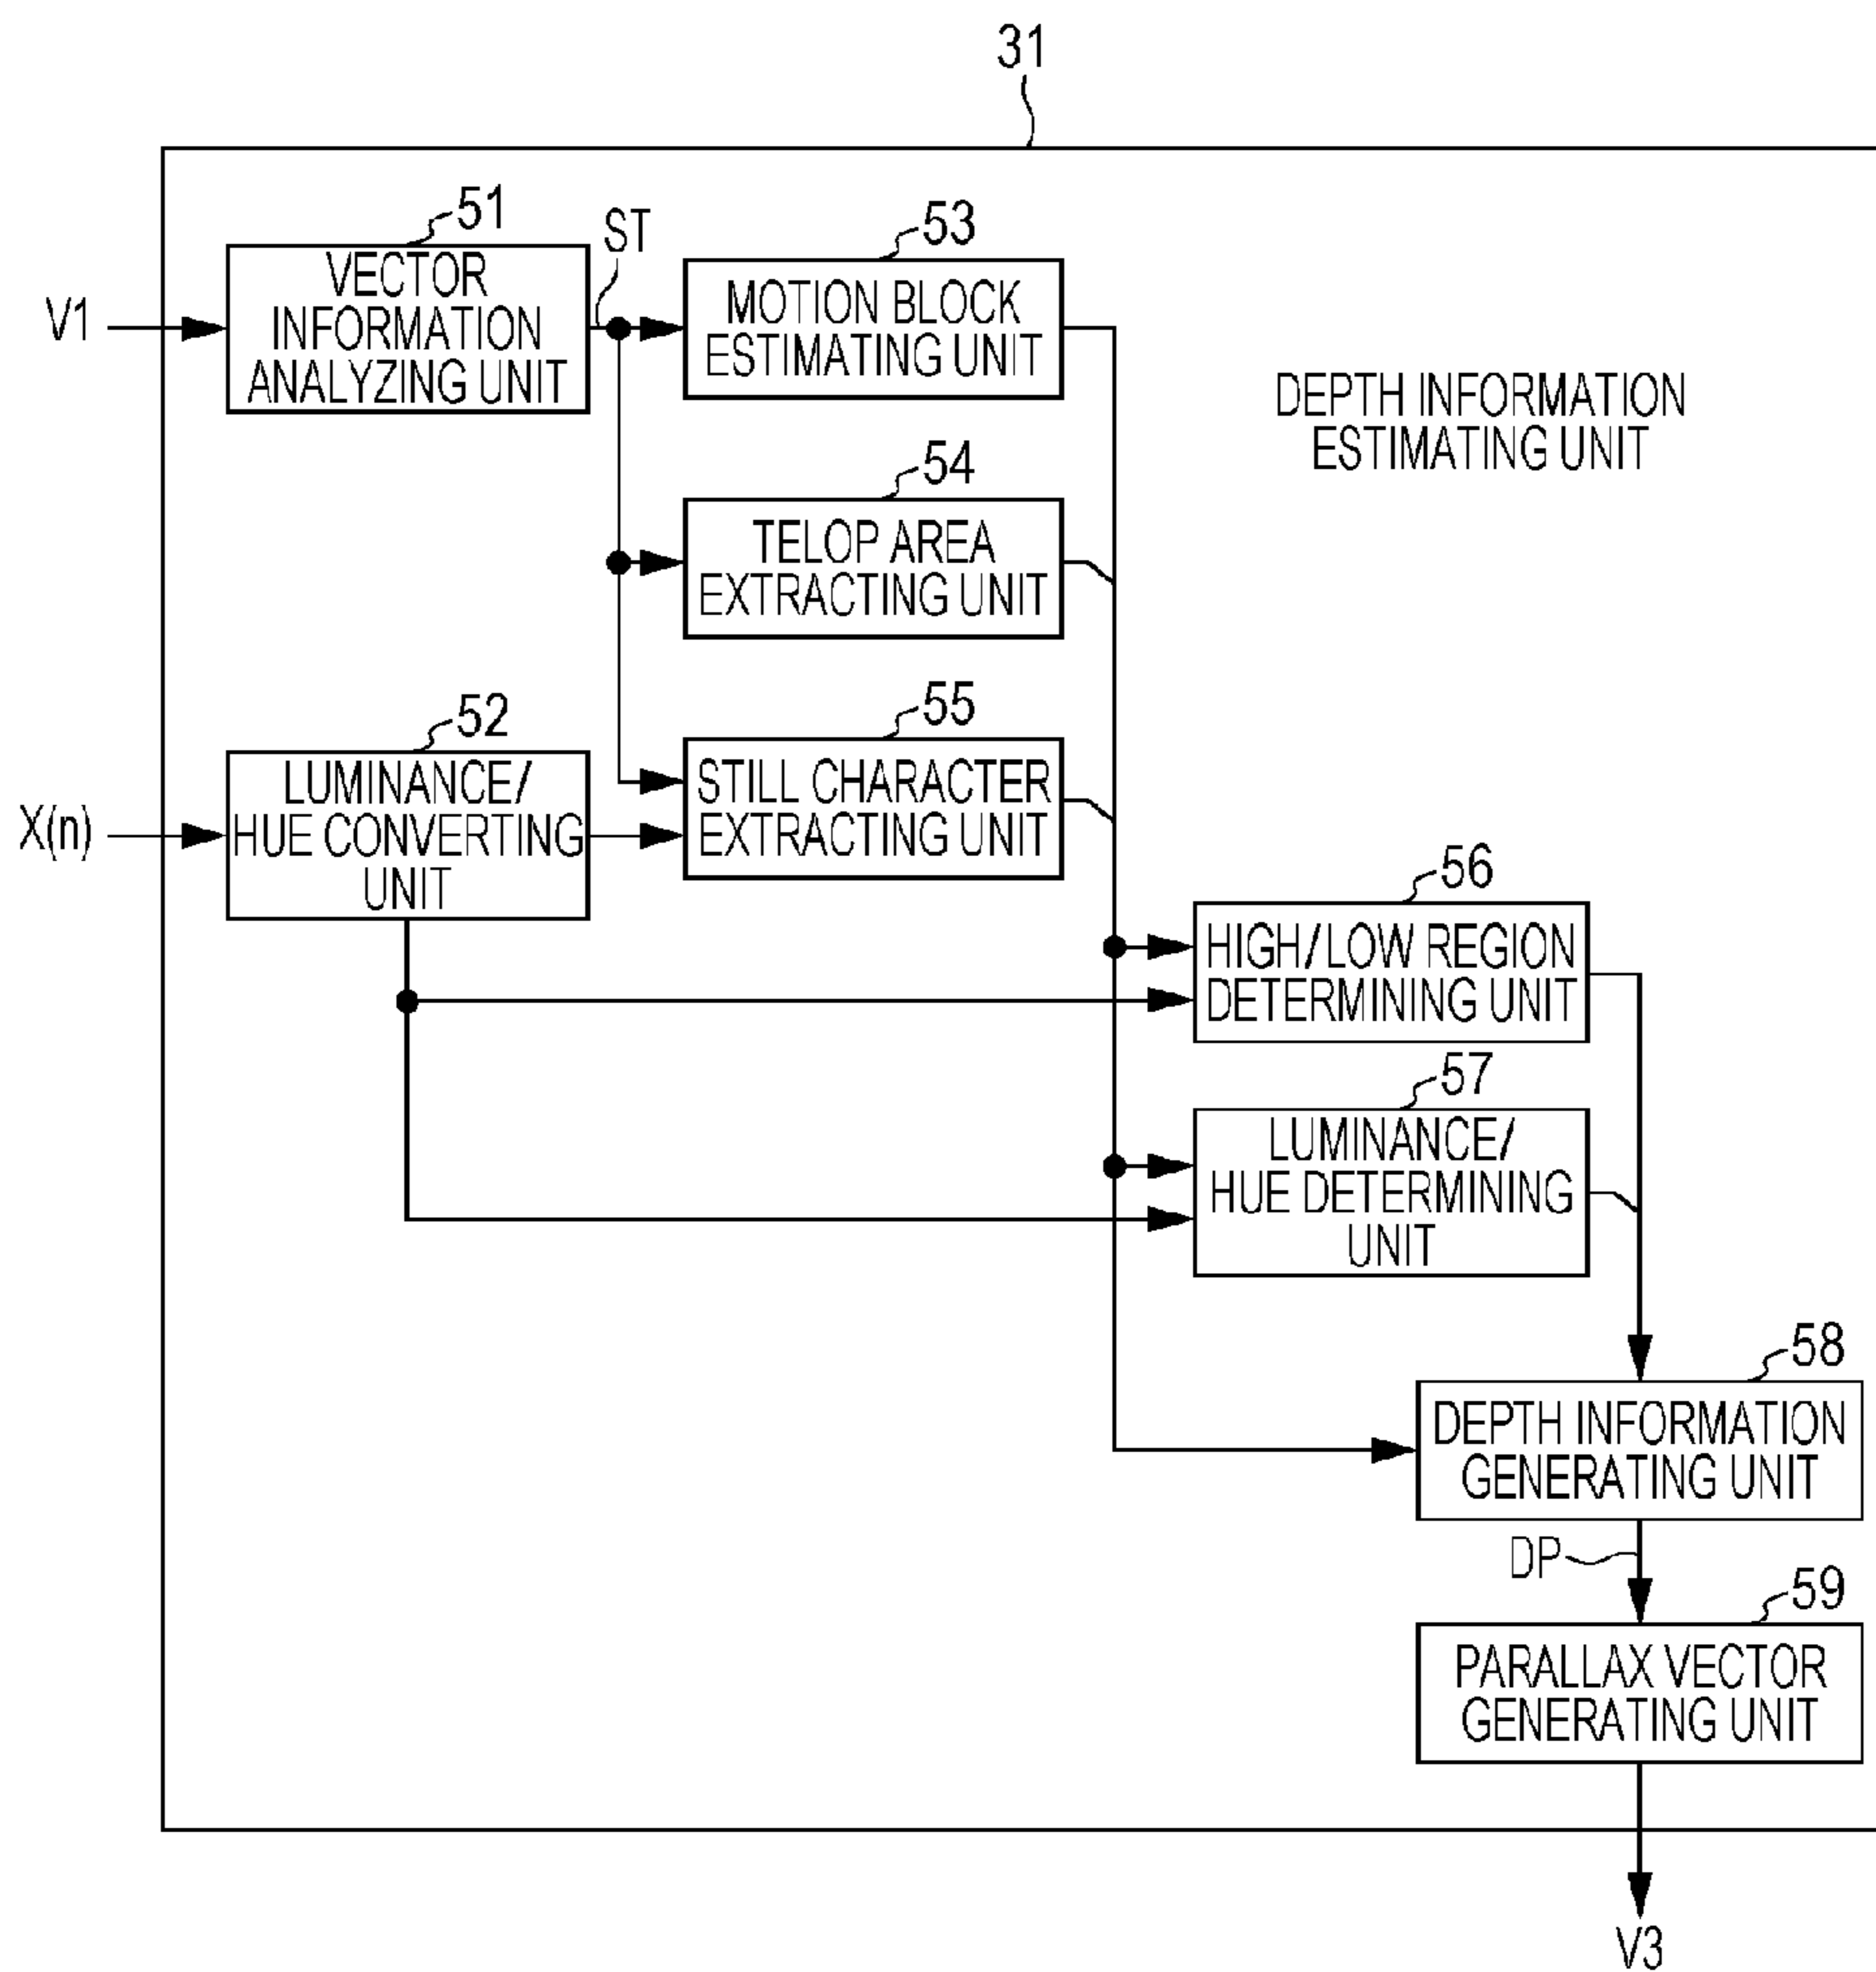 31
51
VECTOR
INFORMATION
ANALYZING UNIT
V1
ST
53
MOTION BLOCK
ESTIMATING UNIT
DEPTH INFORMATION
ESTIMATING UNIT
54
TELOP AREA
EXTRACTING UNIT
52
LUMINANCE/
HUE CONVERTING
UNIT
X(n)
55
STILL CHARACTER
EXTRACTING UNIT
56
HIGH/LOW REGION
DETERMINING UNIT
57
LUMINANCE/
HUE DETERMINING
UNIT
58
DEPTH INFORMATION
GENERATING UNIT
DP
59
PARALLAX VECTOR
GENERATING UNIT
V3